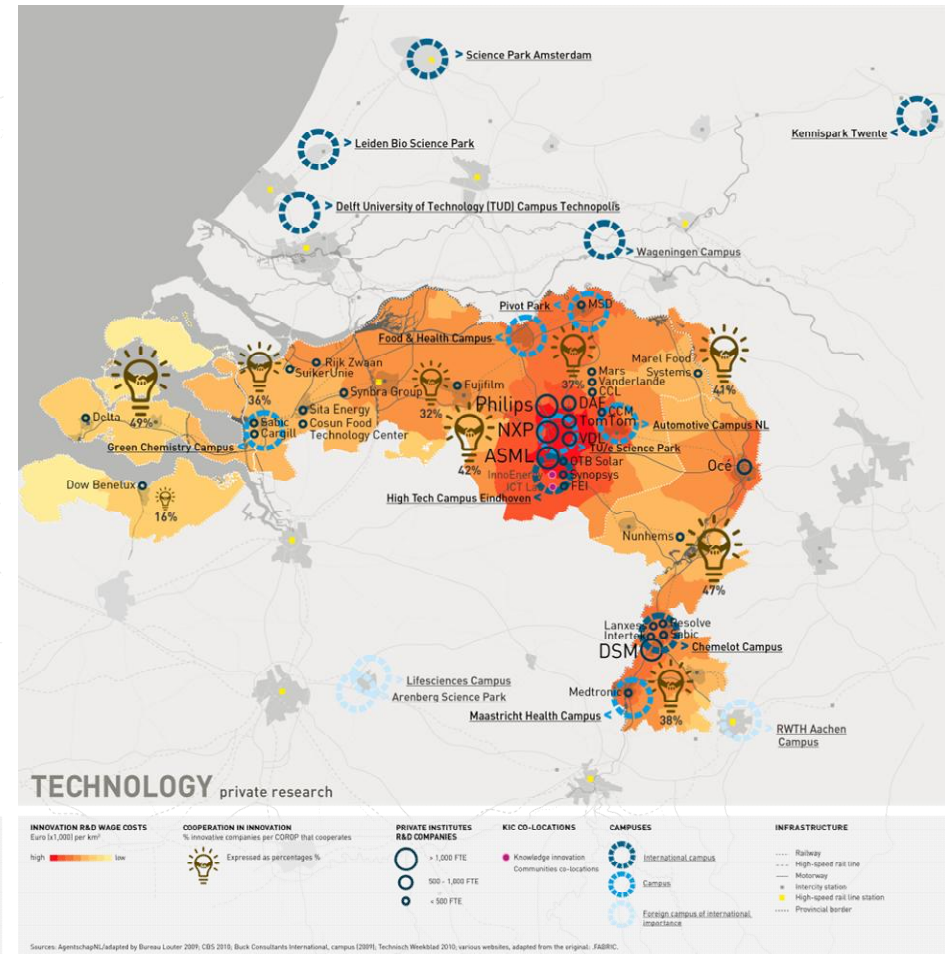 > Science Park Amsterdam
Kennispark Twente <
> Leiden Bio Science Park
> Delft University of Technology (TUD) Campus Technopolis
> Wageningen Campus
Pivot Park <
MSD
Food & Health Campus <
Marel Food
Systems
41%
37%
Mars
Vanderlande
CCL
Rijk Zwaan
SuikerUnie
36%
Synbra Group
32%
Fujifilm
49%
Delta
Sabic
Cargill
Green Chemistry Campus <
Sita Energy
Cosun Food
Technology Center
42%
Philips
DAF
CCM
NXP
TomTom
> Automotive Campus NL
VDL
> TU/e Science Park
ASML
OTB Solar
InnoEnergy
Synopsys
ICT L
FEI
High Tech Campus Eindhoven <
Océ
Dow Benelux
16%
Nunhems
47%
Lanxess
Resolve
Intertek
Sabic
DSM
> Chemelot Campus
Medtronic
38%
Maastricht Health Campus <
> Lifesciences Campus
Arenberg Science Park
> RWTH Aachen
Campus
TECHNOLOGY private research
INNOVATION R&D WAGE COSTS
Euro (x1,000) per km²
high
low
COOPERATION IN INNOVATION
% innovative companies per COROP that cooperates
Expressed as percentages %
PRIVATE INSTITUTES
R&D COMPANIES
> 1,000 FTE
500 - 1,000 FTE
< 500 FTE
KIC CO-LOCATIONS
Knowledge innovation
Communities co-locations
CAMPUSES
International campus
Campus
Foreign campus of international
importance
INFRASTRUCTURE
Railway
High-speed rail line
Motorway
Intercity station
High-speed rail line station
Provincial border
Sources: AgentschapNL/adapted by Bureau Louter 2009; CBS 2010; Buck Consultants International, campus (2009); Technisch Weekblad 2010; various websites, adapted from the original: .FABRIC.